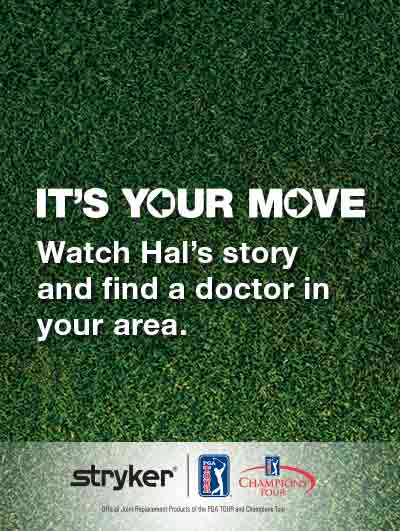 IT'S YOUR MOVE
Watch Hal's story
and find a doctor in
your area.
stryker®
PGA
TOUR
CHAMPIONS
TOUR
Official Joint Replacement Products of the PGA TOUR and Champions Tour